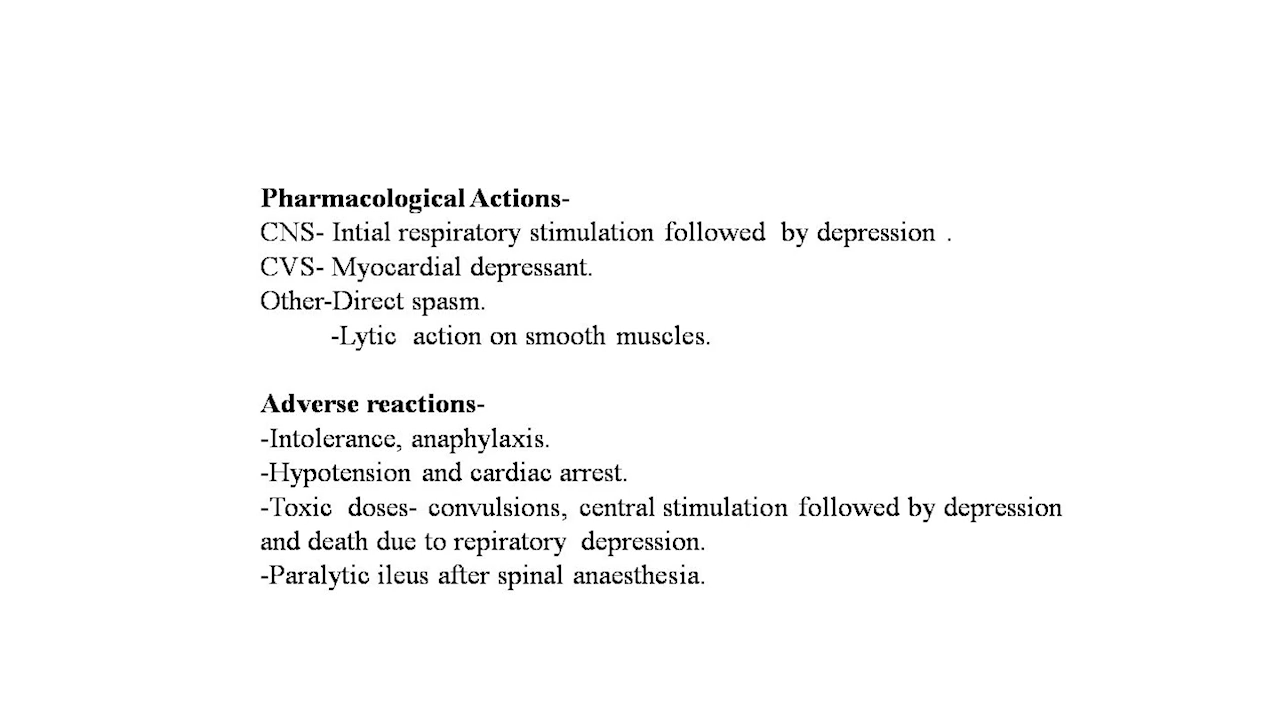 Pharmacological Actions-
CNS- Intial respiratory stimulation followed by depression .
CVS- Myocardial depressant.
Other-Direct spasm.
-Lytic action on smooth muscles.
Adverse reactions-
-Intolerance, anaphylaxis.
-Hypotension and cardiac arrest.
-Toxic doses- convulsions, central stimulation followed by depression
and death due to repiratory depression.
-Paralytic ileus after spinal anaesthesia.